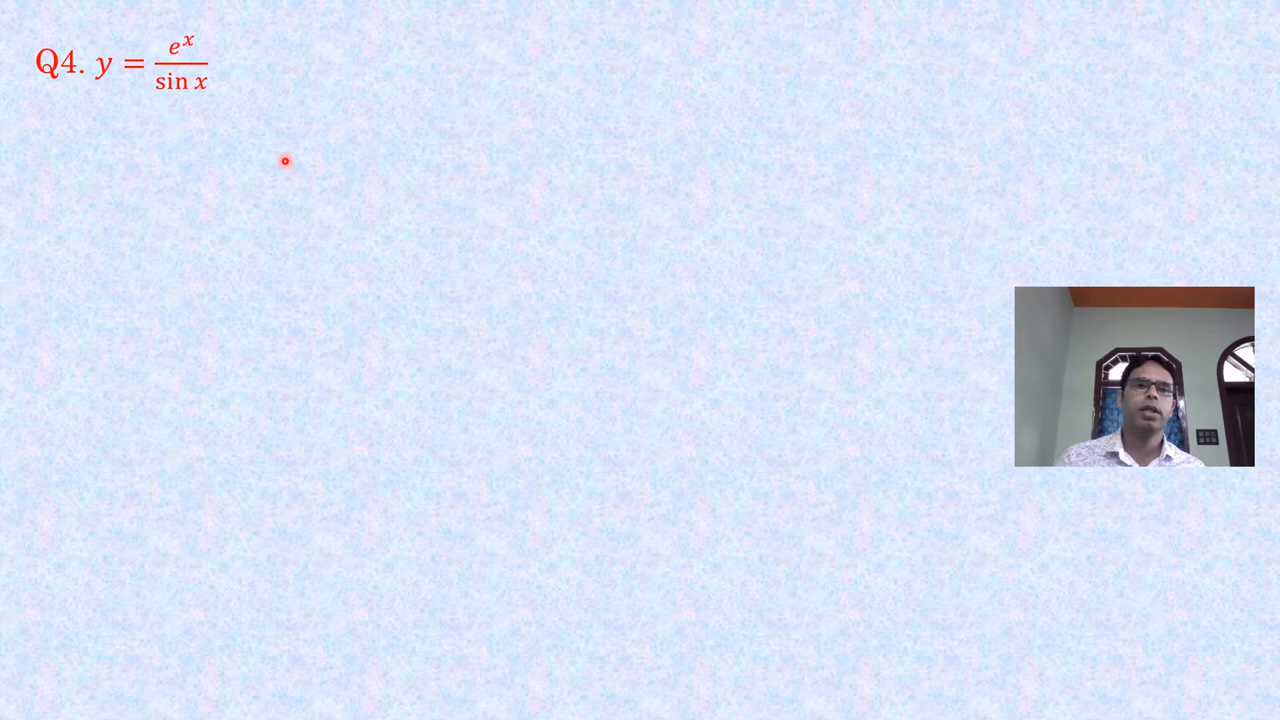 Q4. y = e^x / sin x